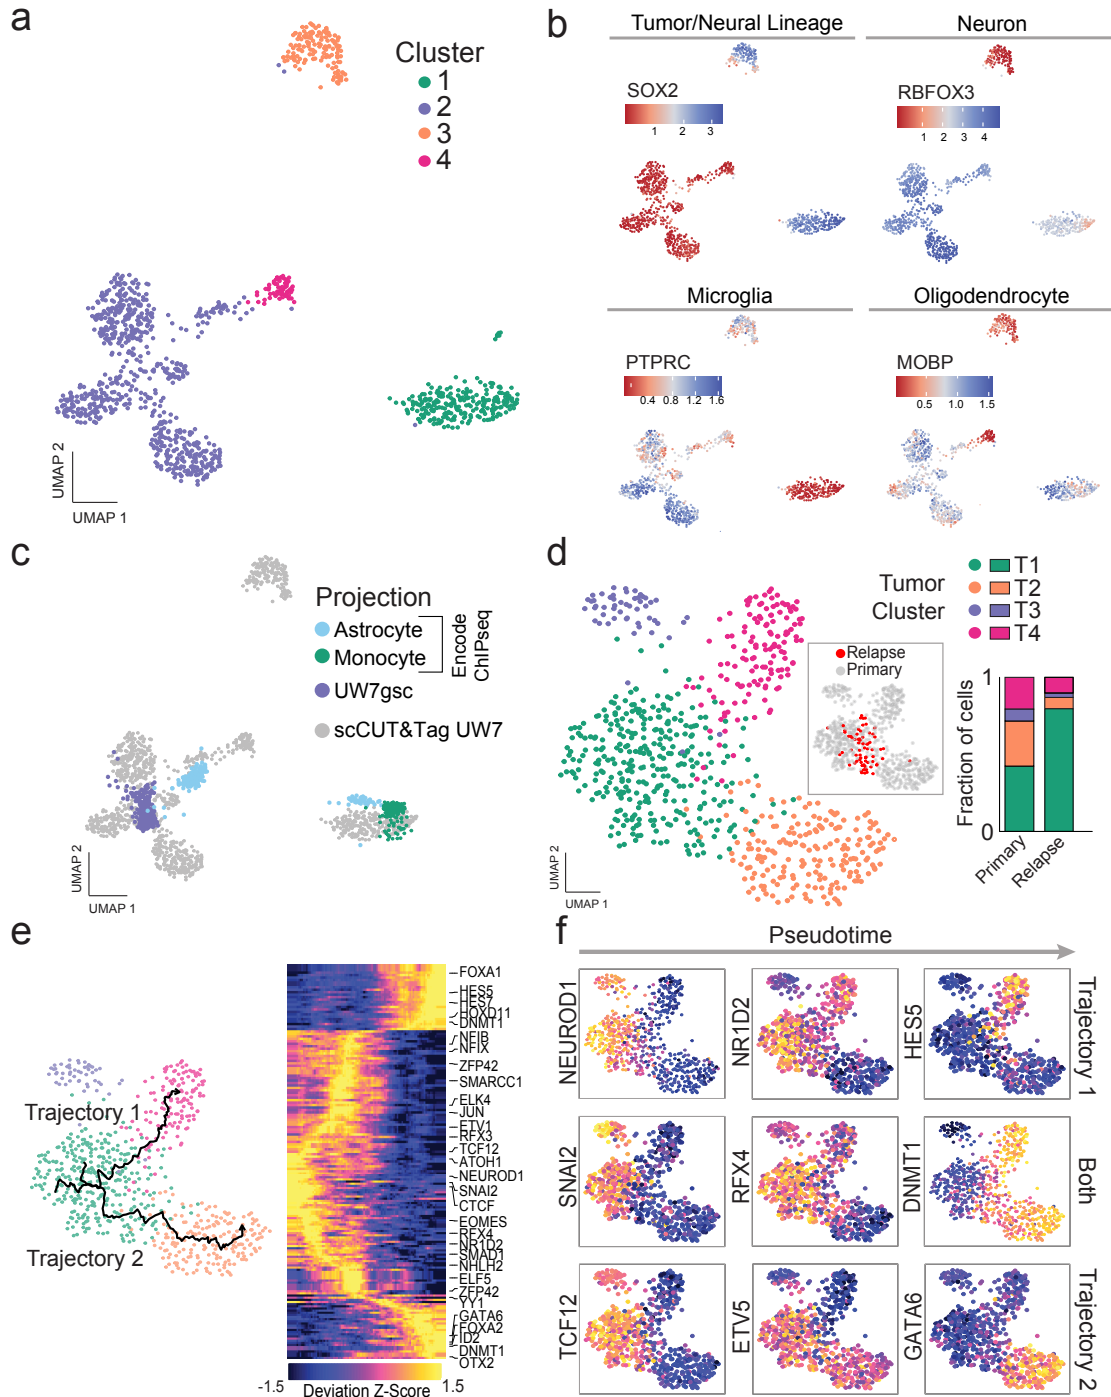 a
Cluster
1
2
3
4
UMAP 2
UMAP 1
b
Tumor/Neural Lineage
Neuron
SOX2
1 2 3
RBFOX3
1 2 3 4
Microglia
Oligodendrocyte
PTPRC
0.4 0.8 1.2 1.6
MOBP
0.5 1.0 1.5
c
Projection
Astrocyte
Monocyte
Encode
ChIPseq
UW7gsc
scCUT&Tag UW7
UMAP 2
UMAP 1
d
Tumor
Cluster
T1
T2
T3
T4
Relapse
Primary
Fraction of cells
1
0
Primary
Relapse
UMAP 2
UMAP 1
e
Trajectory 1
Trajectory 2
FOXA1
HES5
HES7
HOXD11
DNMT1
NFIB
NFIX
ZFP42
SMARCC1
ELK4
JUN
ETV1
RFX3
TCF12
ATOH1
NEUROD1
SNAI2
CTCF
EOMES
RFX4
NR1D2
SMAD1
NHLH2
ELF5
ZFP42
YY1
GATA6
FOXA2
ID2
DNMT1
OTX2
-1.5
Deviation Z-Score
1.5
f
Pseudotime
NEUROD1
NR1D2
HES5
Trajectory 1
SNAI2
RFX4
DNMT1
Both
TCF12
ETV5
GATA6
Trajectory 2